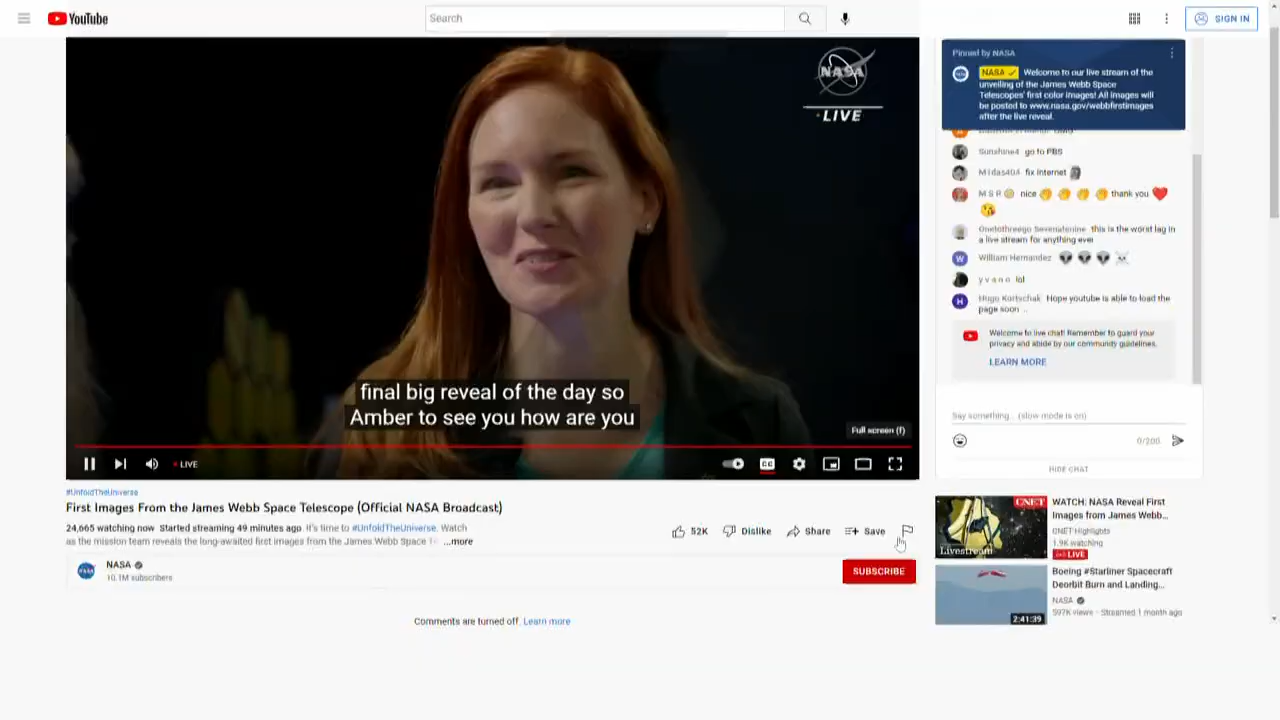 YouTube
Search
SIGN IN
NASA
LIVE
final big reveal of the day so
Amber to see you how are you
Full screen (f)
LIVE
CC
#UnfoldTheUniverse
First Images From the James Webb Space Telescope (Official NASA Broadcast)
24,665 watching now Started streaming 49 minutes ago It's time to #UnfoldTheUniverse. Watch
as the mission team reveals the long-awaited first images from the James Webb Space
...more
52K
Dislike
Share
Save
NASA
10.1M subscribers
SUBSCRIBE
Comments are turned off. Learn more
Pinned by NASA
NASA Welcome to our live stream of the
unveiling of the James Webb Space
Telescopes' first color images! All images will
be posted to www.nasa.gov/webbfirstimages
after the live reveal.
Sunshine4 go to PBS
Midas404 fix internet
M S R nice thank you
Onetothreego Sevenatenine this is the worst lag in
a live stream for anything ever
William Hernandez
y v a n o lol
Hugo Kortschak Hope youtube is able to load the
page soon ..
Welcome to live chat! Remember to guard your
privacy and abide by our community guidelines.
LEARN MORE
Say something... (slow mode is on)
0/200
HIDE CHAT
CNET
Livestream
WATCH: NASA Reveal First
Images from James Webb...
CNET Highlights
1.9K watching
LIVE
2:41:39
Boeing #Starliner Spacecraft
Deorbit Burn and Landing...
NASA
597K views · Streamed 1 month ago